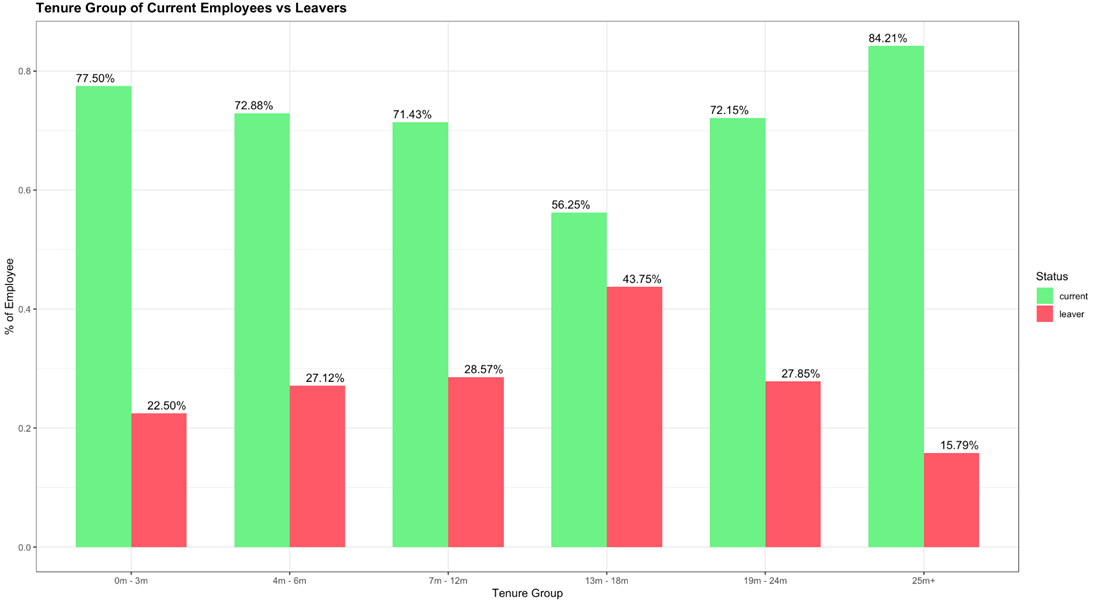 Tenure Group of Current Employees vs Leavers
77.50%
72.88%
71.43%
56.25%
72.15%
84.21%
22.50%
27.12%
28.57%
43.75%
27.85%
15.79%
% of Employee
0.8
0.6
0.4
0.2
0.0
0m - 3m
4m - 6m
7m - 12m
13m - 18m
19m - 24m
25m+
Tenure Group
Status
current
leaver